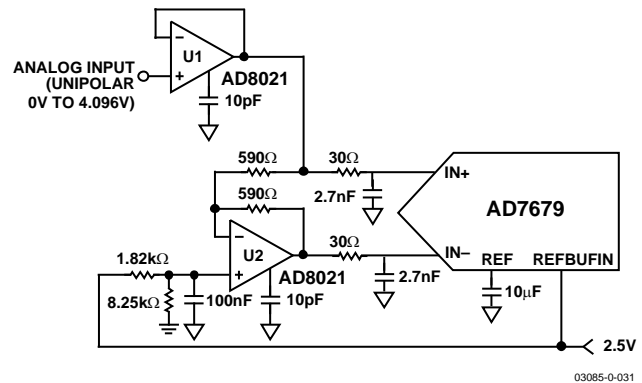 U1
ANALOG INPUT
(UNIPOLAR
0V TO 4.096V)
AD8021
10pF
590Ω
30Ω
IN+
590Ω
2.7nF
AD7679
30Ω
IN–
U2
1.82kΩ
AD8021
REF
REFBUFIN
2.7nF
8.25kΩ
100nF
10pF
10µF
2.5V
03085-0-031